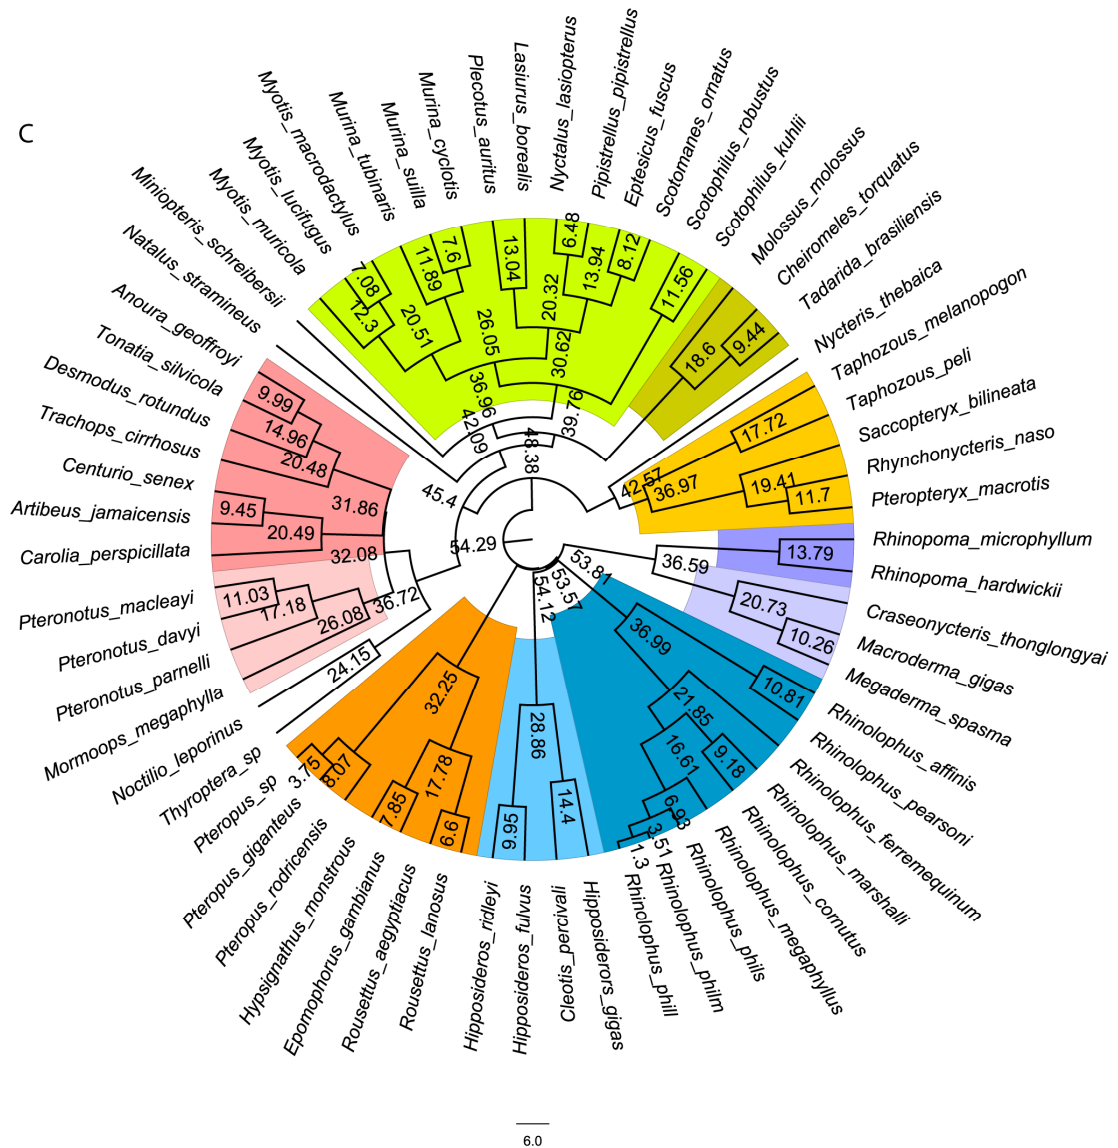 C
Noctilio_leporinus
Mormoops_megaphylla
Pteronotus_parnelli
Pteronotus_davyi
Pteronotus_macleayi
Carolia_perspicillata
Artibeus_jamaicensis
Centurio_senex
Trachops_cirrhosus
Desmodus_rotundus
Tonatia_silvicola
Anoura_geoffroyi
Natalus_stramineus
Miniopteris_schreibersii
Myotis_muricola
Myotis_lucifugus
Myotis_macrodactylus
Murina_tubinaris
Murina_suilla
Murina_cyclotis
Plecotus_auritus
Lasiurus_borealis
Nyctalus_lasiopterus
Pipistrellus_pipistrellus
Eptesicus_fuscus
Scotomanes_ornatus
Scotophilus_robustus
Scotophilus_kuhlii
Molossus_molossus
Cheiromeles_torquatus
Tadarida_brasiliensis
Nycteris_thebaica
Taphozous_melanopogon
Taphozous_peli
Saccopteryx_bilineata
Rhynchonycteris_naso
Pteropteryx_macrotis
Rhinopoma_microphyllum
Rhinopoma_hardwickii
Craseonycteris_thonglongyai
Macroderma_gigas
Megaderma_spasma
Rhinolophus_affinis
Rhinolophus_pearsoni
Rhinolophus_ferremequinum
Rhinolophus_marshalli
Rhinolophus_cornutus
Rhinolophus_megaphyllus
Rhinolophus_phils
Rhinolophus_philm
Rhinolophus_phill
Hipposiderors_gigas
Cleotis_percivali
Hipposideros_fulvus
Hipposideros_ridleyi
Rousettus_lanosus
Rousettus_aegyptiacus
Epomophorus_gambianus
Hypsignathus_monstrous
Pteropus_rodricensis
Pteropus_giganteus
Pteropus_sp
Thyroptera_sp
7.08
12.3
20.51
11.89
7.6
26.05
13.04
20.32
6.48
13.94
8.12
30.62
11.56
36.96
42.09
39.76
48.38
18.6
9.44
45.4
54.29
9.99
14.96
20.48
31.86
9.45
20.49
32.08
11.03
17.18
26.08
36.72
24.15
42.57
36.97
17.72
19.41
11.7
53.81
53.57
54.12
36.59
13.79
20.73
10.26
36.99
10.81
21.85
9.18
16.61
6.93
3.51
1.3
28.86
14.4
9.95
32.25
17.78
6.6
7.85
8.07
3.75
6.0